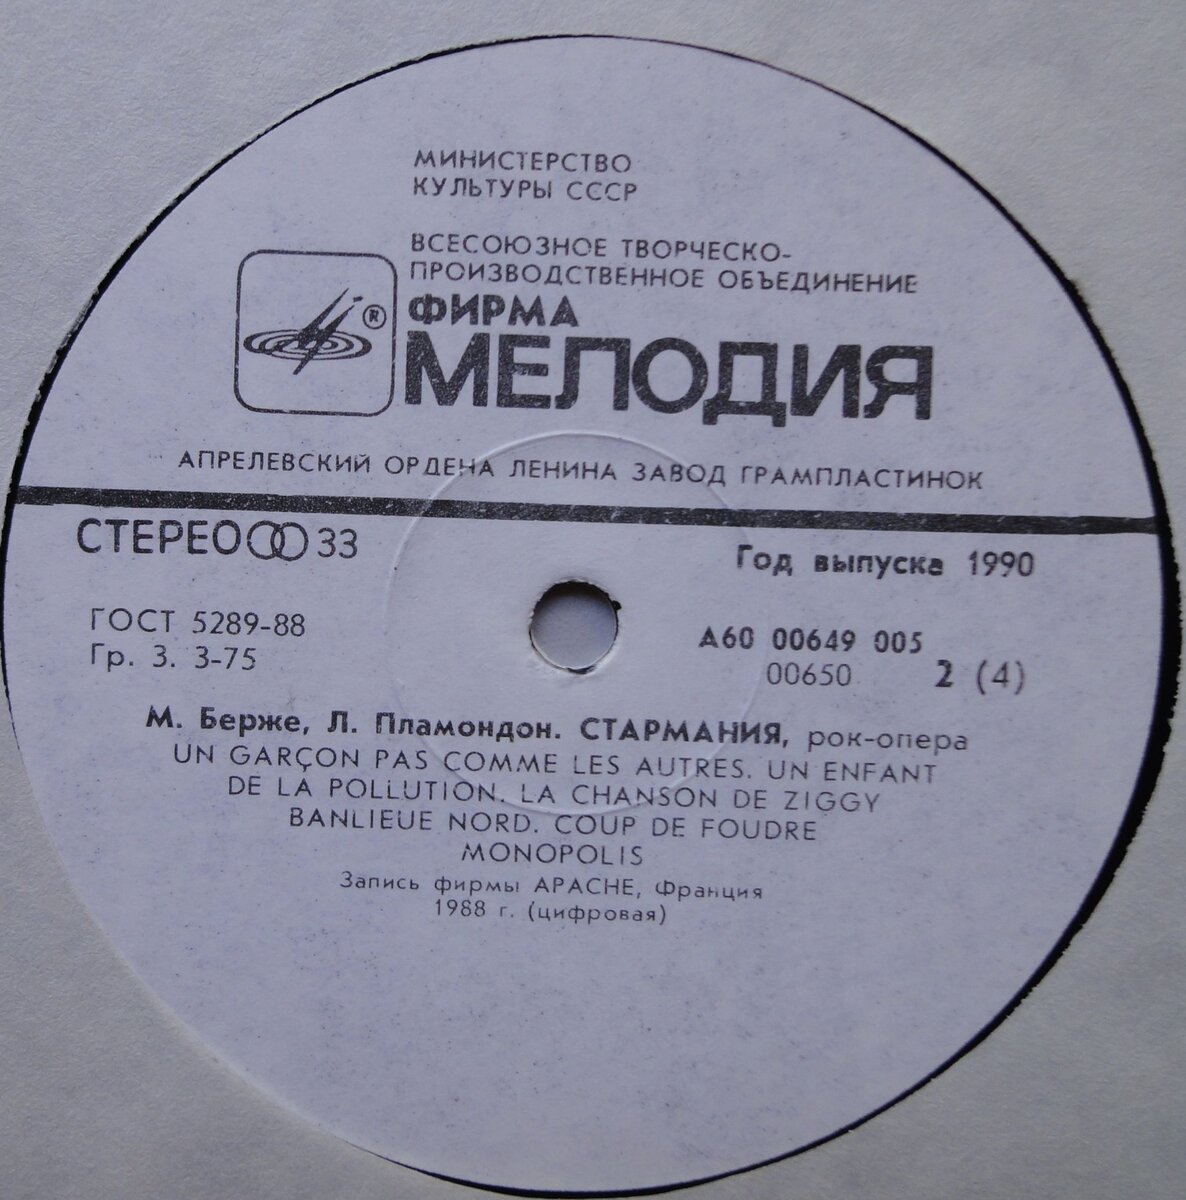 МИНИСТЕРСТВО
КУЛЬТУРЫ СССР
ВСЕСОЮЗНОЕ ТВОРЧЕСКО-
ПРОИЗВОДСТВЕННОЕ ОБЪЕДИНЕНИЕ
®
ФИРМА
МЕЛОДИЯ
АПРЕЛЕВСКИЙ ОРДЕНА ЛЕНИНА ЗАВОД ГРАМПЛАСТИНОК
СТЕРЕО 33
Год выпуска 1990
ГОСТ 5289-88
Гр. 3. 3-75
А60 00649 005
00650 2 (4)
М. Берже, Л. Пламондон. СТАРМАНИЯ, рок-опера
UN GARÇON PAS COMME LES AUTRES. UN ENFANT
DE LA POLLUTION. LA CHANSON DE ZIGGY
BANLIEUE NORD. COUP DE FOUDRE
MONOPOLIS
Запись фирмы APACHE, Франция
1988 г. (цифровая)